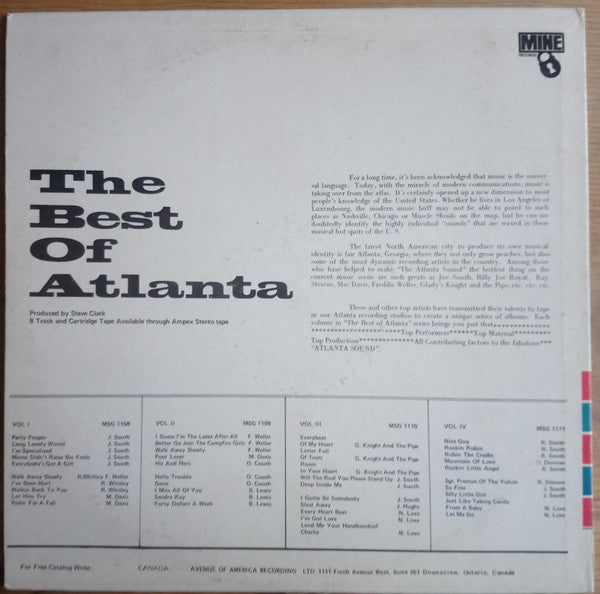 MINE
RECORDS
The
Best
Of
Atlanta
Produced by Steve Clark
8 Track and Cartridge Tape Available through Ampex Stereo tape
For a long time, it's been acknowledged that music is the univer-
sal language. Today, with the miracle of modern communications, music is
taking over from the atlas. It's certainly opened up a new dimension to most
people's knowledge of the United States. Whether he lives in Los Angeles or
Luxembourg, the modern music buff may not be able to point to such
places as Nashville, Chicago or Muscle Shoals on the map, but he can un-
doubtedly identify the highly individual "sounds" that are waxed in these
musical hot spots of the U. S.
The latest North American city to produce its own musical
identity is fair Atlanta, Georgia, where they not only grow peaches, but also
some of the most dynamic recording artists in the country. Among those
who have helped to make "The Atlanta Sound" the hottest thing on the
current music scene are such greats as Joe South, Billy Joe Royal, Ray
Stevens, Mac Davis, Freddie Weller, Glady's Knight and the Pips, etc. etc. etc.
These and other top artists have transmitted their talents to tape
in our Atlanta recording studios to create a unique series of albums. Each
volume in "The Best of Atlanta" series brings you just that***************
*********************Top Performers******Top Material*********
Top Production**************All Contributing factors to the fabulous***
"ATLANTA SOUND".
VOL I MSG 1108
Party People J. South
Long Lonely Winter J. South
I'm Specialized J. South
Mama Didn't Raise No Fools J. South
Everybody's Got A Girl J. South
Walk Away Slowly R.Whitley F. Weller
I've Been Hurt R. Whitley
Walkin Back To You R. Whitley
Let Him Try M. Davis
Ridin For A Fall M. Davis
VOL II MSG 1109
I Guess I'm The Loser After All F. Weller
Better Go Join The Campfire Girls F. Weller
Walk Away Slowly F. Weller
Poor Loser M. Davis
His And Hers O. Couch
Hello Trouble O. Couch
Gone O. Couch
I Miss All Of You B. Lewis
Sandra Kay B. Lewis
Forty Dollars A Week B. Lewis
VOL III MSG 1110
Everybeat
Of My Heart G. Knight And The Pips
Letter Full
Of Tears G. Knight And The Pips
Room
In Your Heart G. Knight And The Pips
Will The Real You Please Stand Up J. South
Deep Inside Me J. South
I Gotta Be Somebody J. South
Steal Away J. Hughs
Every Heart Beat N. Love
I've Got Love N. Love
Lend Me Your Handkerchief
Charlie N. Love
VOL IV MSG 1111
Nice Guy R. Smith
Rockin Robin R. Smith
Robin The Cradle R. Smith
Mountain Of Love Dorman
Rockin Little Angel R. Smith
Sgt. Preston Of The Yukon R. Stevens
So Fine J. South
Silly Little Girl J. South
Just Like Taking Candy
From A Baby N. Love
Let Me Go N. Love
For Free Catalog Write: CANADA: AVENUE OF AMERICA RECORDING LTD. 1111 Finch Avenue West, Suite 261 Downsview, Ontario, Canada